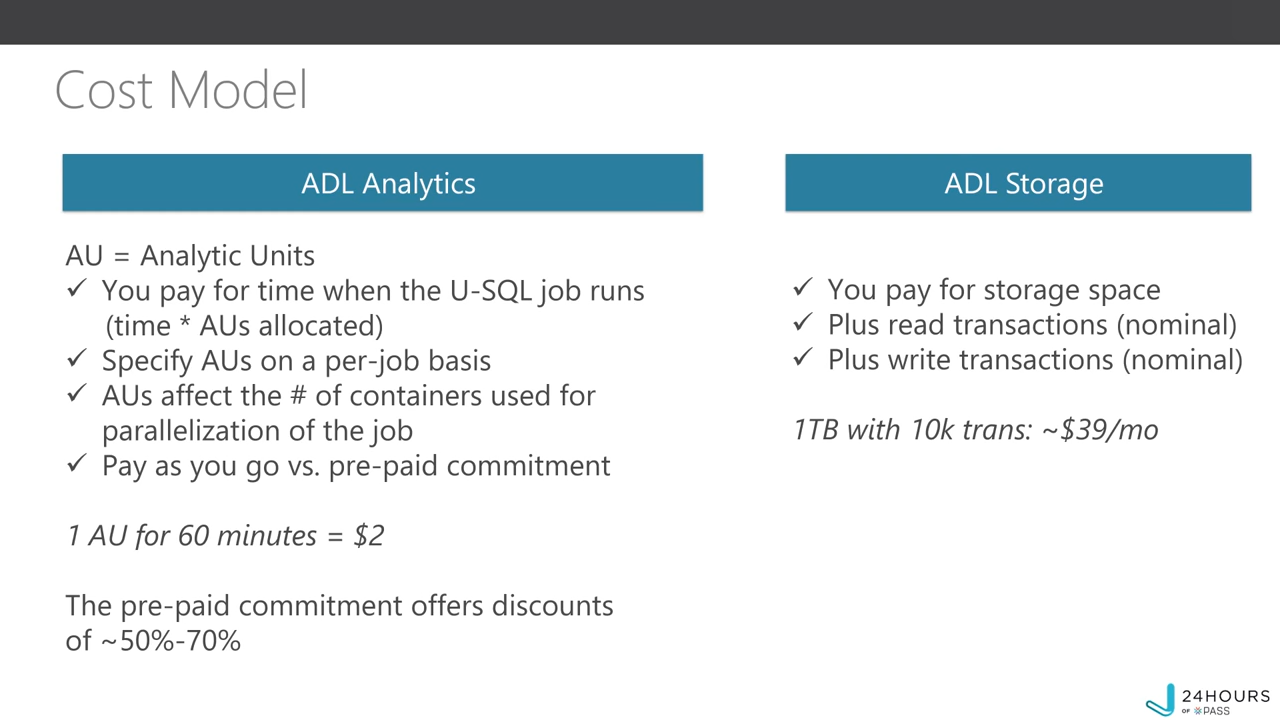 Cost Model
ADL Analytics
AU = Analytic Units
✓ You pay for time when the U-SQL job runs
(time * AUs allocated)
✓ Specify AUs on a per-job basis
✓ AUs affect the # of containers used for
parallelization of the job
✓ Pay as you go vs. pre-paid commitment
1 AU for 60 minutes = $2
The pre-paid commitment offers discounts
of ~50%-70%
ADL Storage
✓ You pay for storage space
✓ Plus read transactions (nominal)
✓ Plus write transactions (nominal)
1TB with 10k trans: ~$39/mo
24HOURS
OF PASS